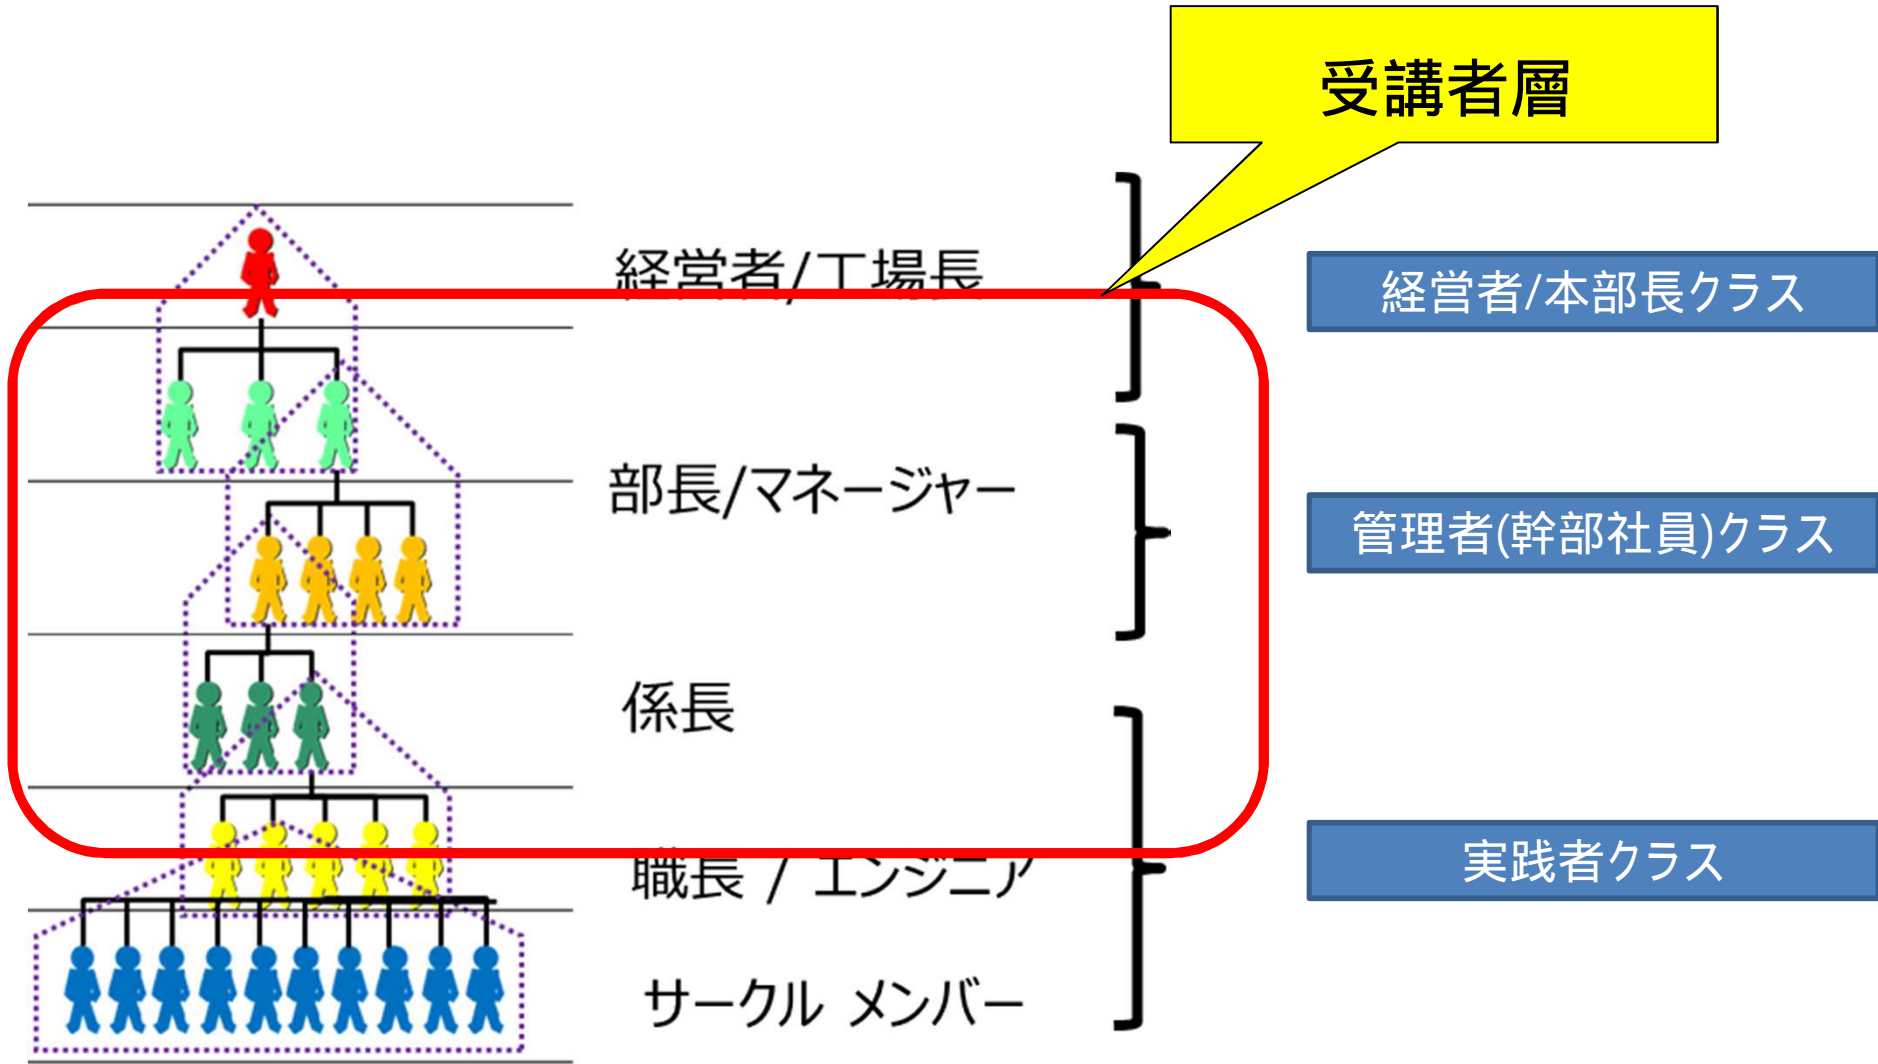 受講者層
経営者/工場長
経営者/本部長クラス
部長/マネージャー
管理者(幹部社員)クラス
係長
職長 / エンジニア
実践者クラス
サークル メンバー